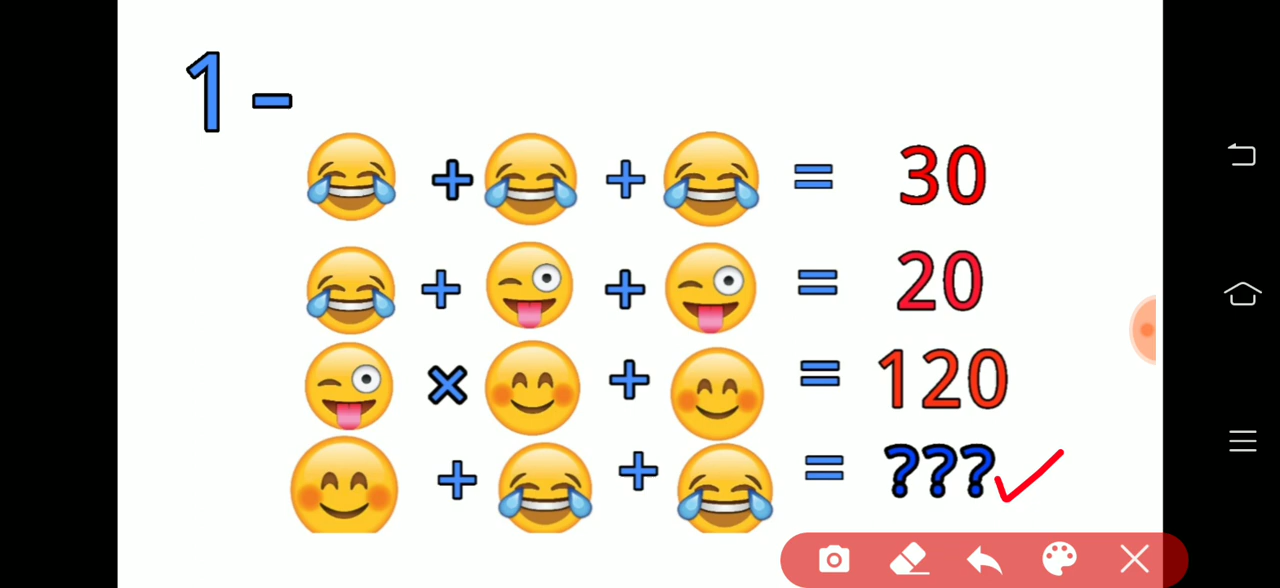 1 -
😂 + 😂 + 😂 = 30
😂 + 😜 + 😜 = 20
😜 × 😊 + 😊 = 120
😊 + 😂 + 😂 = ???